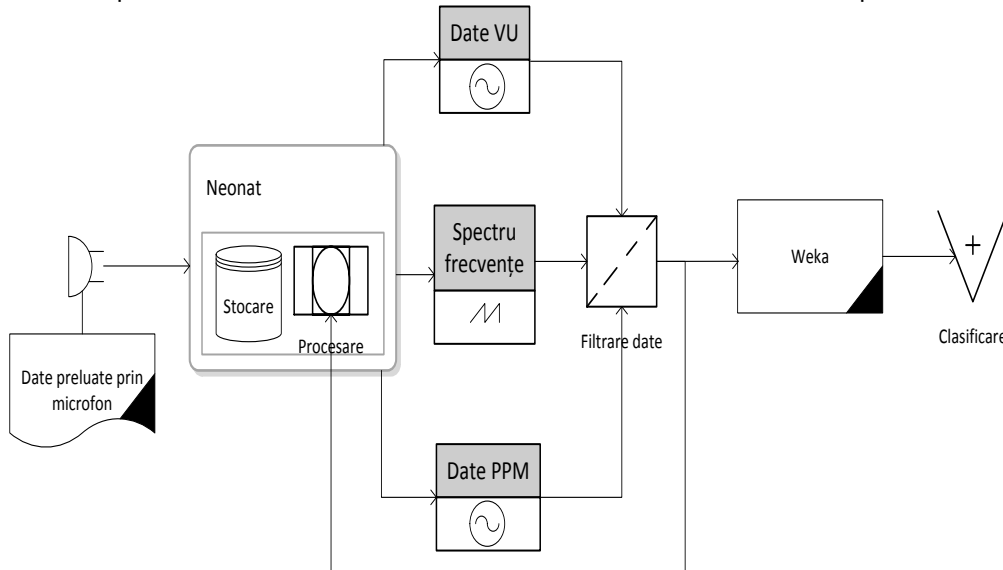 Date VU
Neonat
Spectru
frecvențe
Weka
Stocare
Procesare
Filtrare date
Clasificare
Date preluate prin
microfon
Date PPM